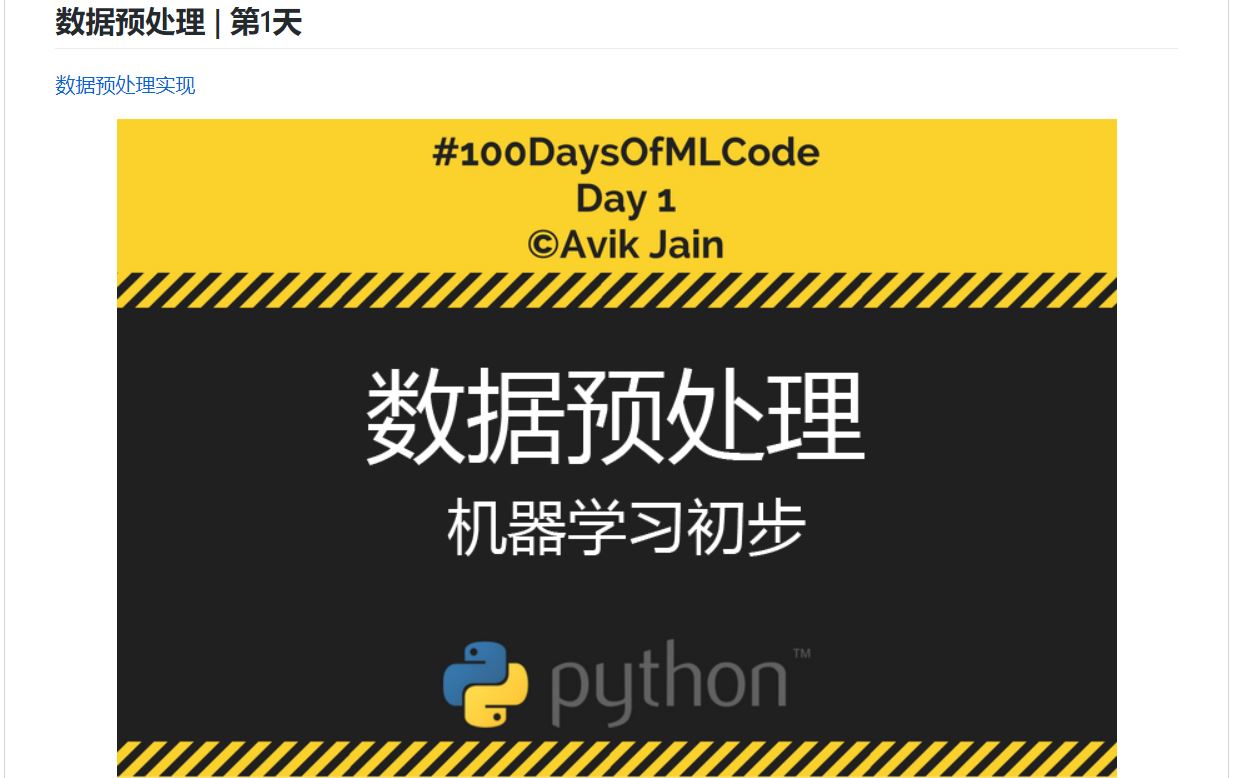 数据预处理 | 第1天
数据预处理实现
#100DaysOfMLCode
Day 1
©Avik Jain
数据预处理
机器学习初步
python™